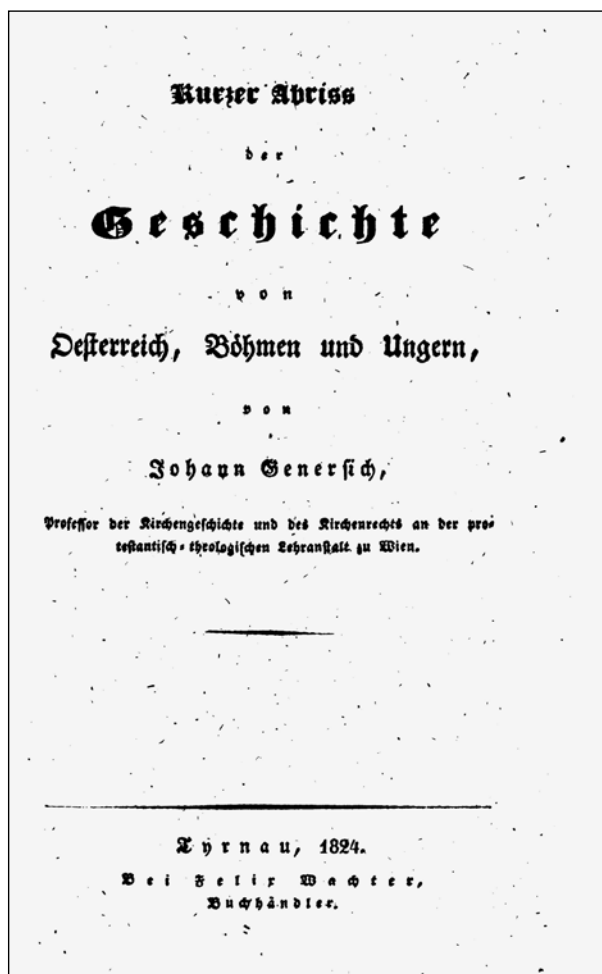 Kurzer Abriss
der
Geschichte
von
Oesterreich, Böhmen und Ungern,
von
Johann Genersich,
Professor der Kirchengeschichte und des Kirchenrechts an der pro-
testantisch-theologischen Lehranstalt zu Wien.
Tyrnau, 1824.
Bei Felix Wachter,
Buchhändler.